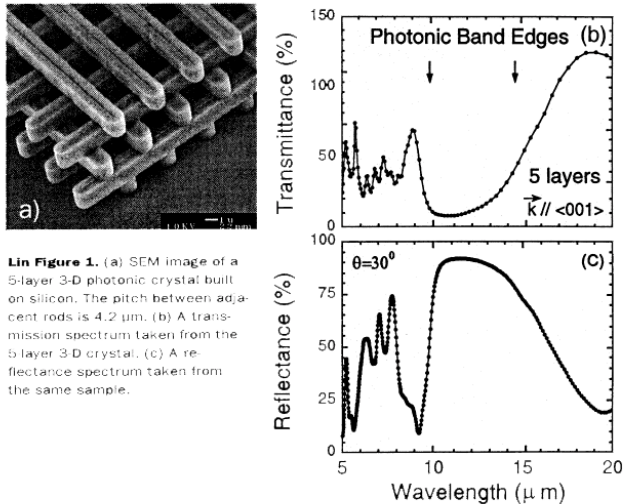 a)
1.0KV
Lin Figure 1. (a) SEM image of a
5-layer 3-D photonic crystal built
on silicon. The pitch between adja-
cent rods is 4.2 μm. (b) A trans-
mission spectrum taken from the
5 layer 3-D crystal. (c) A re-
flectance spectrum taken from
the same sample.
150
100
50
0
Transmittance (%)
Photonic Band Edges (b)
5 layers
k // <001>
100
75
50
25
0
Reflectance (%)
θ=30⁰
(c)
5 10 15 20
Wavelength (μ m)